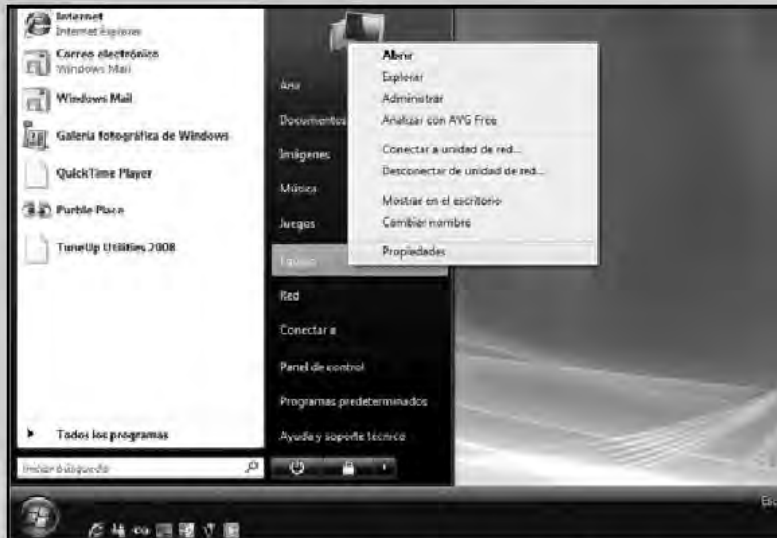 Internet
Internet Explorer
Correo electrónico
Windows Mail
Windows Mail
Galería fotográfica de Windows
QuickTime Player
Purble Place
TuneUp Utilities 2008
Todos los programas
Iniciar búsqueda
Ana
Documentos
Imágenes
Música
Juegos
Equipo
Red
Conectar a
Panel de control
Programas predeterminados
Ayuda y soporte técnico
Abrir
Explorar
Administrar
Analizar con AVG Free
Conectar a unidad de red...
Desconectar de unidad de red...
Mostrar en el escritorio
Cambiar nombre
Propiedades